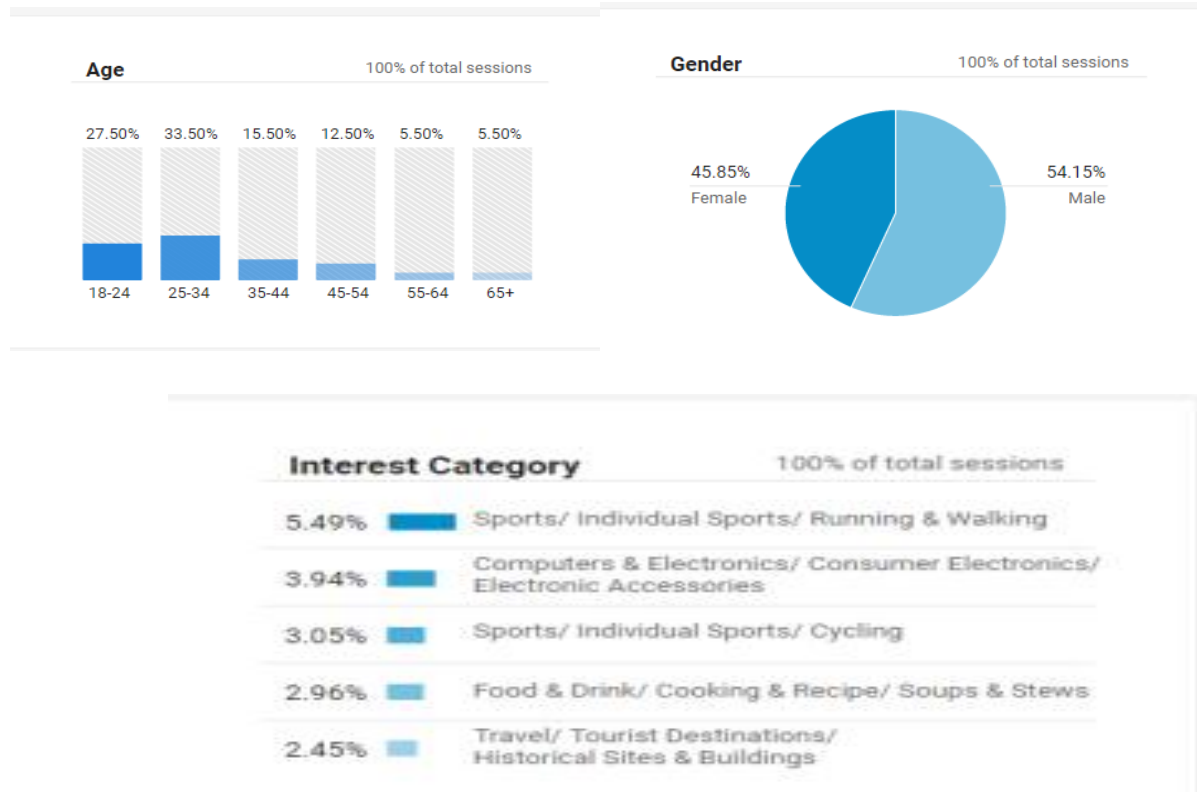 Age 100% of total sessions
27.50% 33.50% 15.50% 12.50% 5.50% 5.50%
18-24 25-34 35-44 45-54 55-64 65+
Gender 100% of total sessions
45.85% 54.15%
Female Male
Interest Category 100% of total sessions
5.49% Sports/ Individual Sports/ Running & Walking
3.94% Computers & Electronics/ Consumer Electronics/
Electronic Accessories
3.05% Sports/ Individual Sports/ Cycling
2.96% Food & Drink/ Cooking & Recipe/ Soups & Stews
2.45% Travel/ Tourist Destinations/
Historical Sites & Buildings